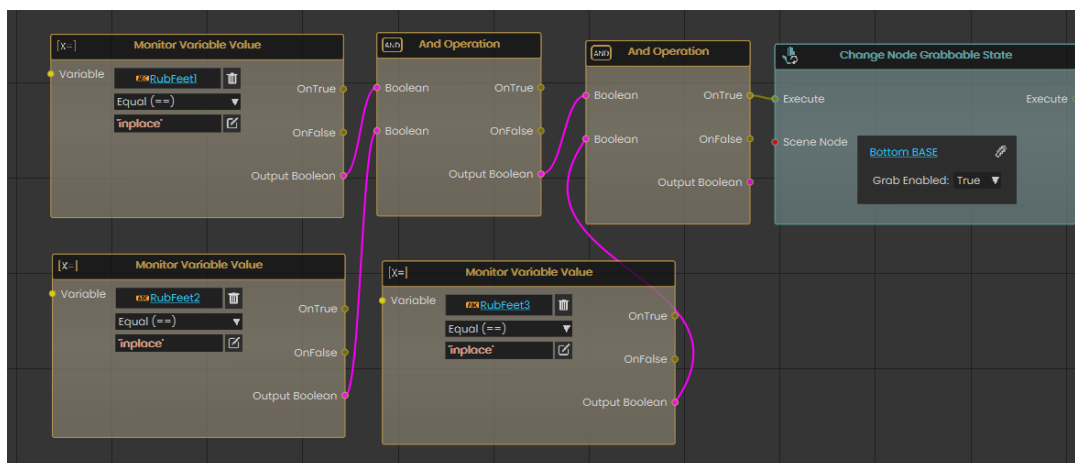 [x=] Monitor Variable Value
Variable
ABC RubFeet1
OnTrue
Equal (==)
"inplace"
OnFalse
Output Boolean
AND And Operation
Boolean OnTrue
Boolean OnFalse
Output Boolean
AND And Operation
Boolean OnTrue
Boolean OnFalse
Output Boolean
Change Node Grabbable State
Execute Execute
Scene Node
Bottom BASE
Grab Enabled: True
[x=] Monitor Variable Value
Variable
ABC RubFeet2
OnTrue
Equal (==)
"inplace"
OnFalse
Output Boolean
[x=] Monitor Variable Value
Variable
ABC RubFeet3
OnTrue
Equal (==)
"inplace"
OnFalse
Output Boolean